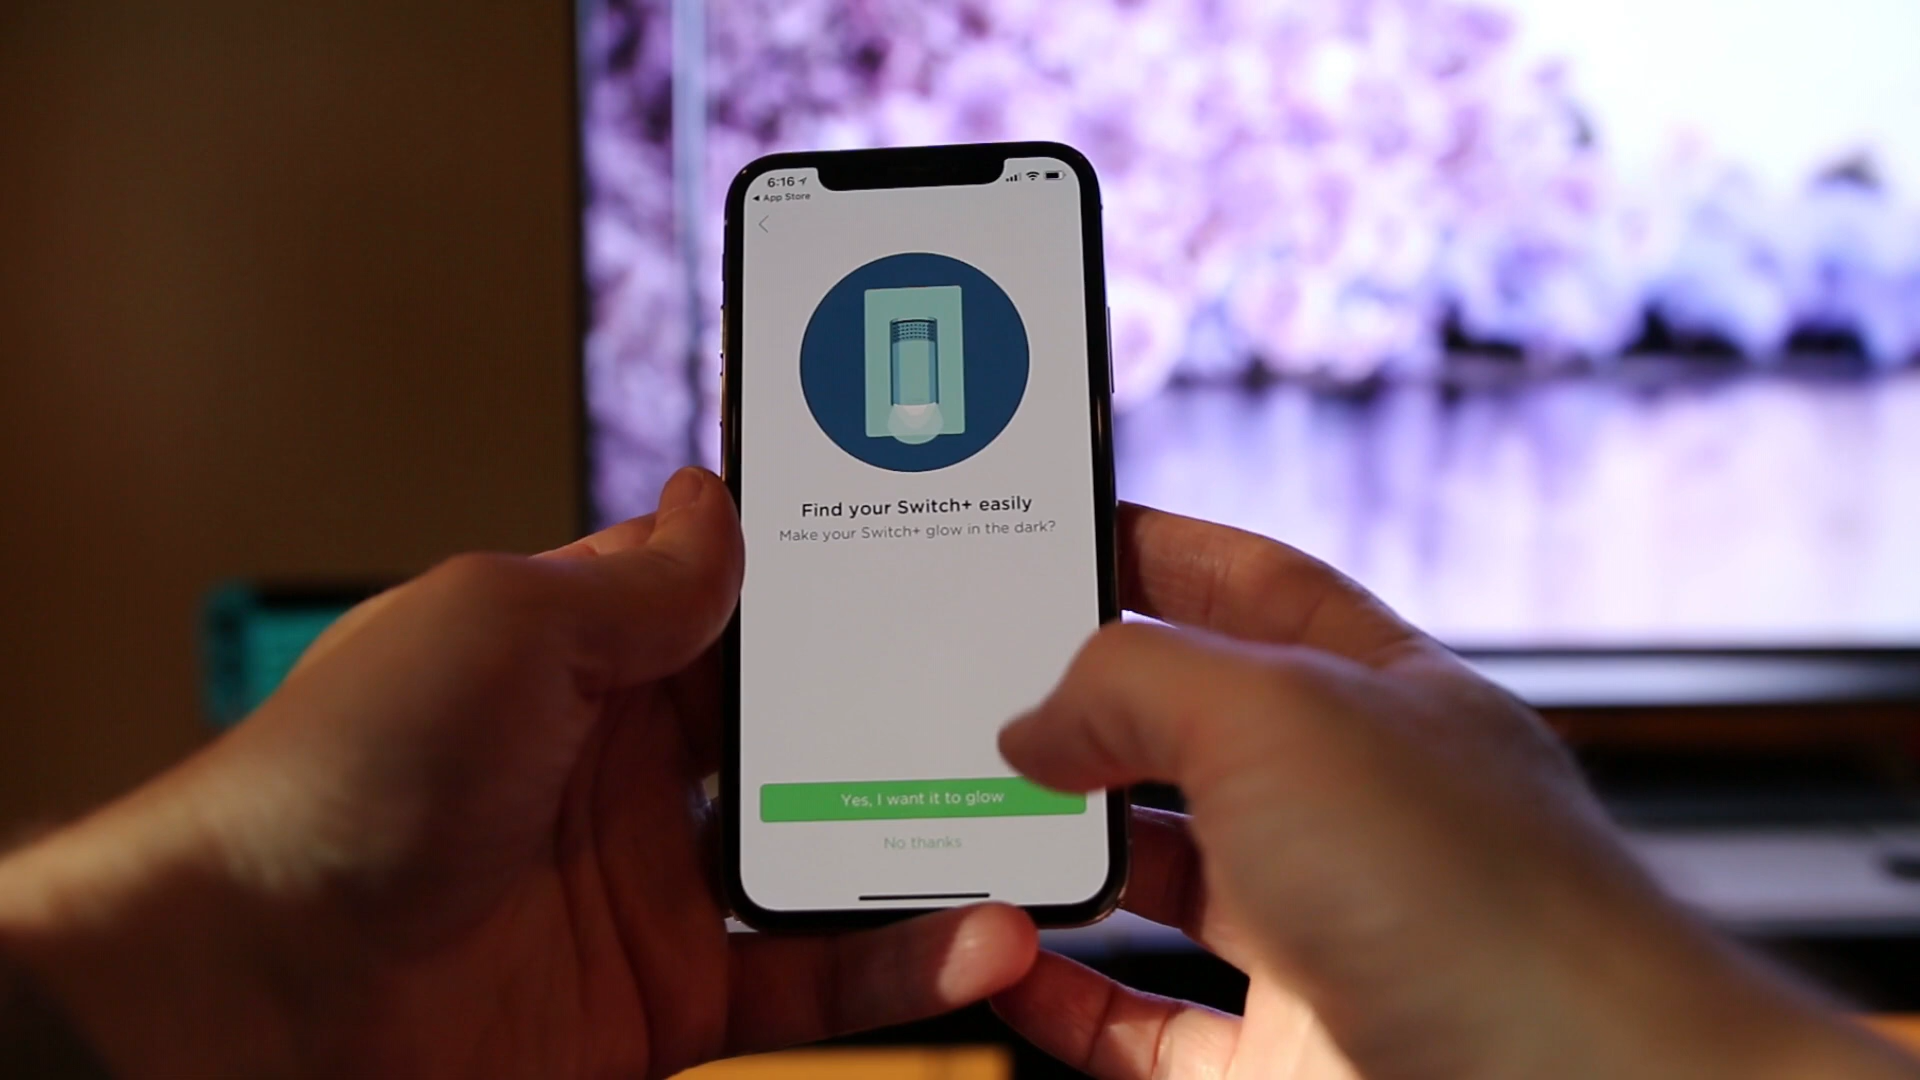 6:16
App Store
Find your Switch+ easily
Make your Switch+ glow in the dark?
Yes, I want it to glow
No thanks